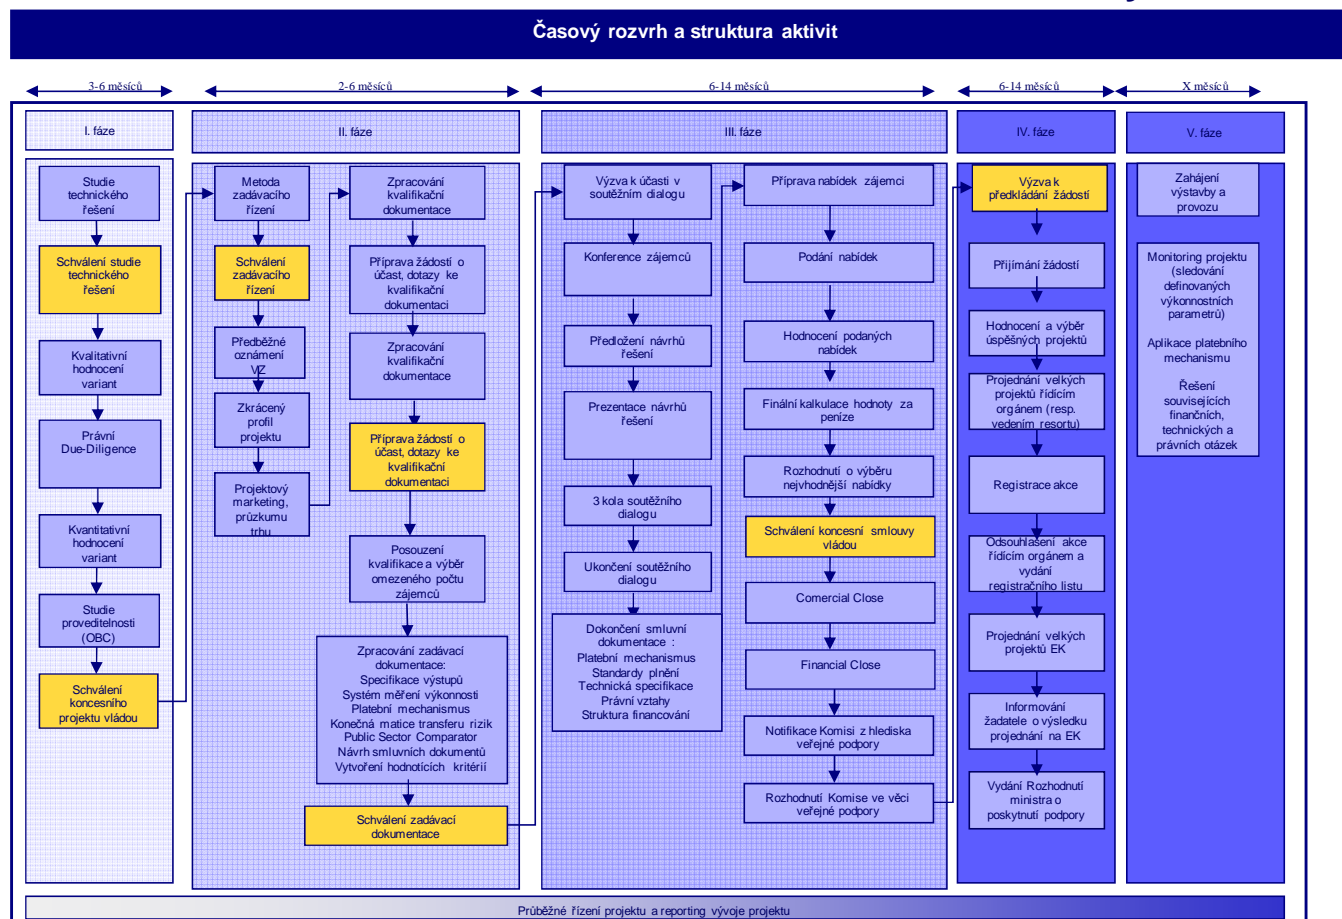 Časový rozvrh a struktura aktivit
3-6 měsíců
2-6 měsíců
6-14 měsíců
6-14 měsíců
X měsíců
I. fáze
II. fáze
III. fáze
IV. fáze
V. fáze
Studie
technického
řešení
Schválení studie
technického
řešení
Kvalitativní
hodnocení
variant
Právní
Due-Diligence
Kvantitativní
hodnocení
variant
Studie
proveditelnosti
(OBC)
Schválení
koncesního
projektu vládou
Metoda
zadávacího
řízení
Schválení
zadávacího
řízení
Předběžné
oznámení
VZ
Zkrácený
profil
projektu
Projektový
marketing,
průzkumu
trhu
Zpracování
kvalifikační
dokumentace
Příprava žádostí o
účast, dotazy ke
kvalifikační
dokumentaci
Zpracování
kvalifikační
dokumentace
Příprava žádostí o
účast, dotazy ke
kvalifikační
dokumentaci
Posouzení
kvalifikace a výběr
omezeného počtu
zájemců
Zpracování zadávací
dokumentace:
Specifikace výstupů
Systém měření výkonnosti
Platební mechanismus
Konečná matice transferu rizik
Public Sector Comparator
Návrh smluvních dokumentů
Vytvoření hodnotících kritérií
Schválení zadávací
dokumentace
Výzva k účasti v
soutěžním dialogu
Konference zájemců
Předložení návrhů
řešení
Prezentace návrhů
řešení
3 kola soutěžního
dialogu
Ukončení soutěžního
dialogu
Dokončení smluvní
dokumentace :
Platební mechanismus
Standardy plnění
Technická specifikace
Právní vztahy
Struktura financování
Příprava nabídek zájemci
Podání nabídek
Hodnocení podaných
nabídek
Finální kalkulace hodnoty za
peníze
Rozhodnutí o výběru
nejvhodnější nabídky
Schválení koncesní smlouvy
vládou
Comercial Close
Financial Close
Notifikace Komisi z hlediska
veřejné podpory
Rozhodnutí Komise ve věci
veřejné podpory
Výzva k
předkládání žádostí
Přijímání žádostí
Hodnocení a výběr
úspěšných projektů
Projednání velkých
projektů řídícím
orgánem (resp.
vedením resortu)
Registrace akce
Odsouhlašení akce
řídícím orgánem a
vydání
registračního listu
Projednání velkých
projektů EK
Informování
žadatele o výsledku
projednání na EK
Vydání Rozhodnutí
ministra o
poskytnutí podpory
Zahájení
výstavby a
provozu
Monitoring projektu
(sledování
definovaných
výkonnostních
parametrů)
Aplikace platebního
mechanismu
Řešení
souvisejících
finančních,
technických a
právních otázek
Průběžné řízení projektu a reporting vývoje projektu